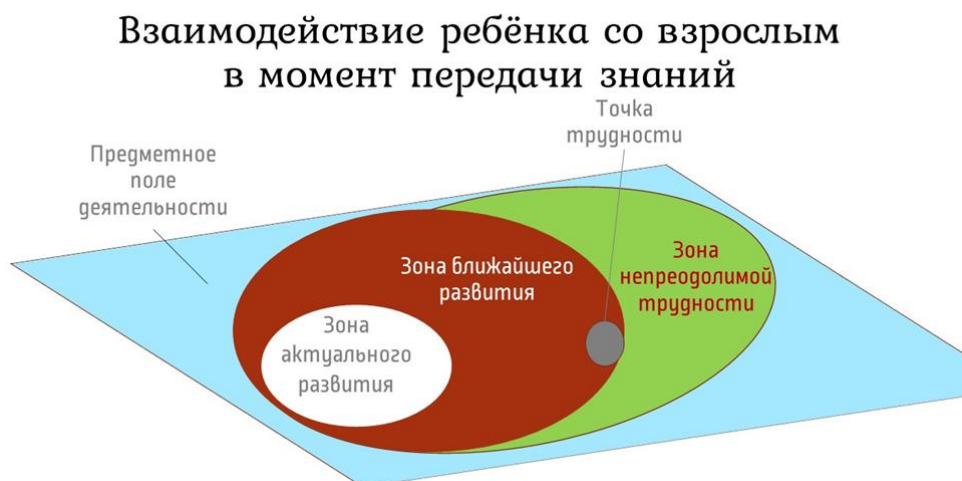 Взаимодействие ребёнка со взрослым
в момент передачи знаний
Точка
трудности
Предметное
поле
деятельности
Зона ближайшего
развития
Зона
непреодолимой
трудности
Зона
актуального
развития